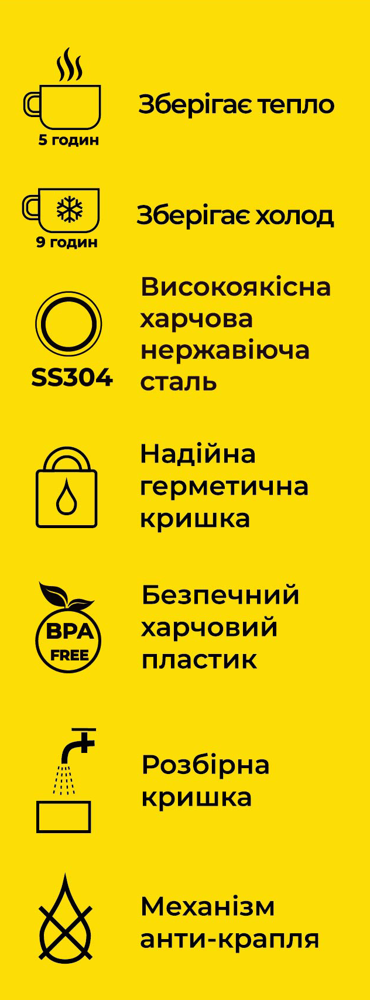 Зберігає тепло
5 годин
Зберігає холод
9 годин
Високоякісна
харчова
нержавіюча
сталь
SS304
Надійна
герметична
кришка
Безпечний
харчовий
пластик
BPA
FREE
Розбірна
кришка
Механізм
анти-крапля